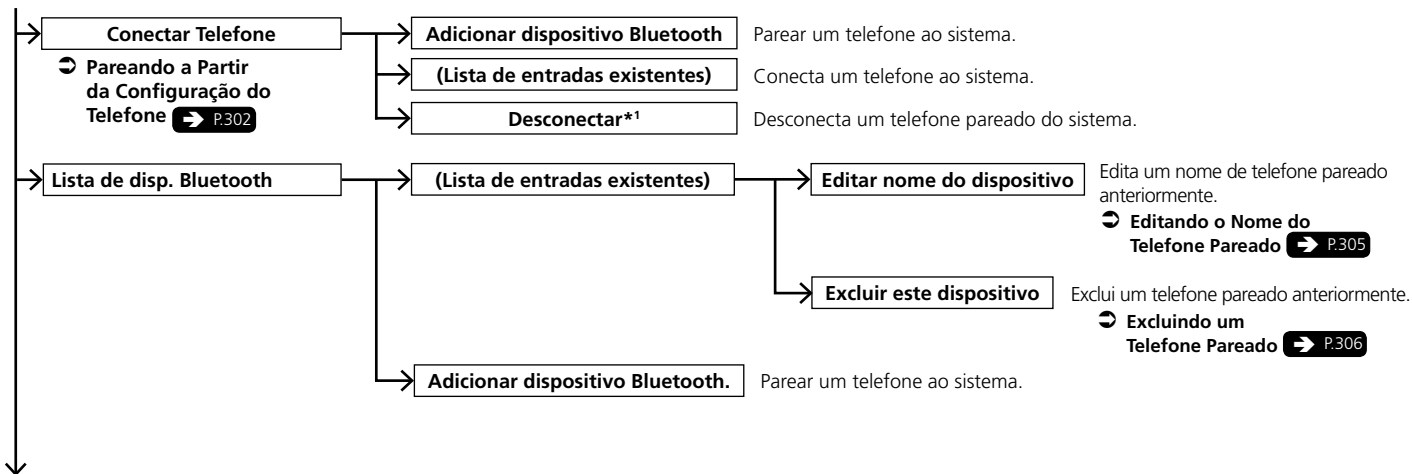 Conectar Telefone
Pareando a Partir
da Configuração do
Telefone P.302
Adicionar dispositivo Bluetooth
Parear um telefone ao sistema.
(Lista de entradas existentes)
Conecta um telefone ao sistema.
Desconectar*1
Desconecta um telefone pareado do sistema.
Lista de disp. Bluetooth
(Lista de entradas existentes)
Editar nome do dispositivo
Edita um nome de telefone pareado
anteriormente.
Editando o Nome do
Telefone Pareado P.305
Excluir este dispositivo
Exclui um telefone pareado anteriormente.
Excluindo um
Telefone Pareado P.306
Adicionar dispositivo Bluetooth.
Parear um telefone ao sistema.